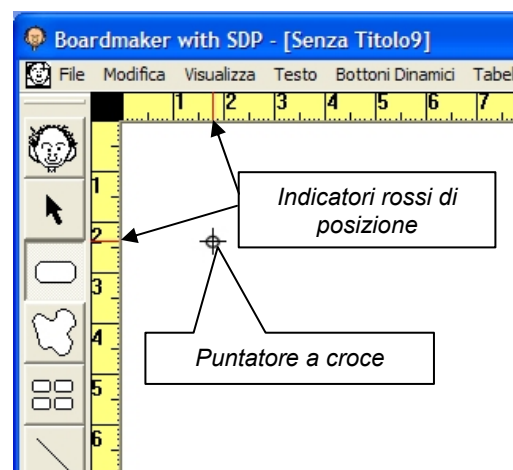 Boardmaker with SDP - [Senza Titolo9]
File Modifica Visualizza Testo Bottoni Dinamici Tabel
1 2 3 4 5 6 7
1
Indicatori rossi di
posizione
2
3
4
Puntatore a croce
5
6